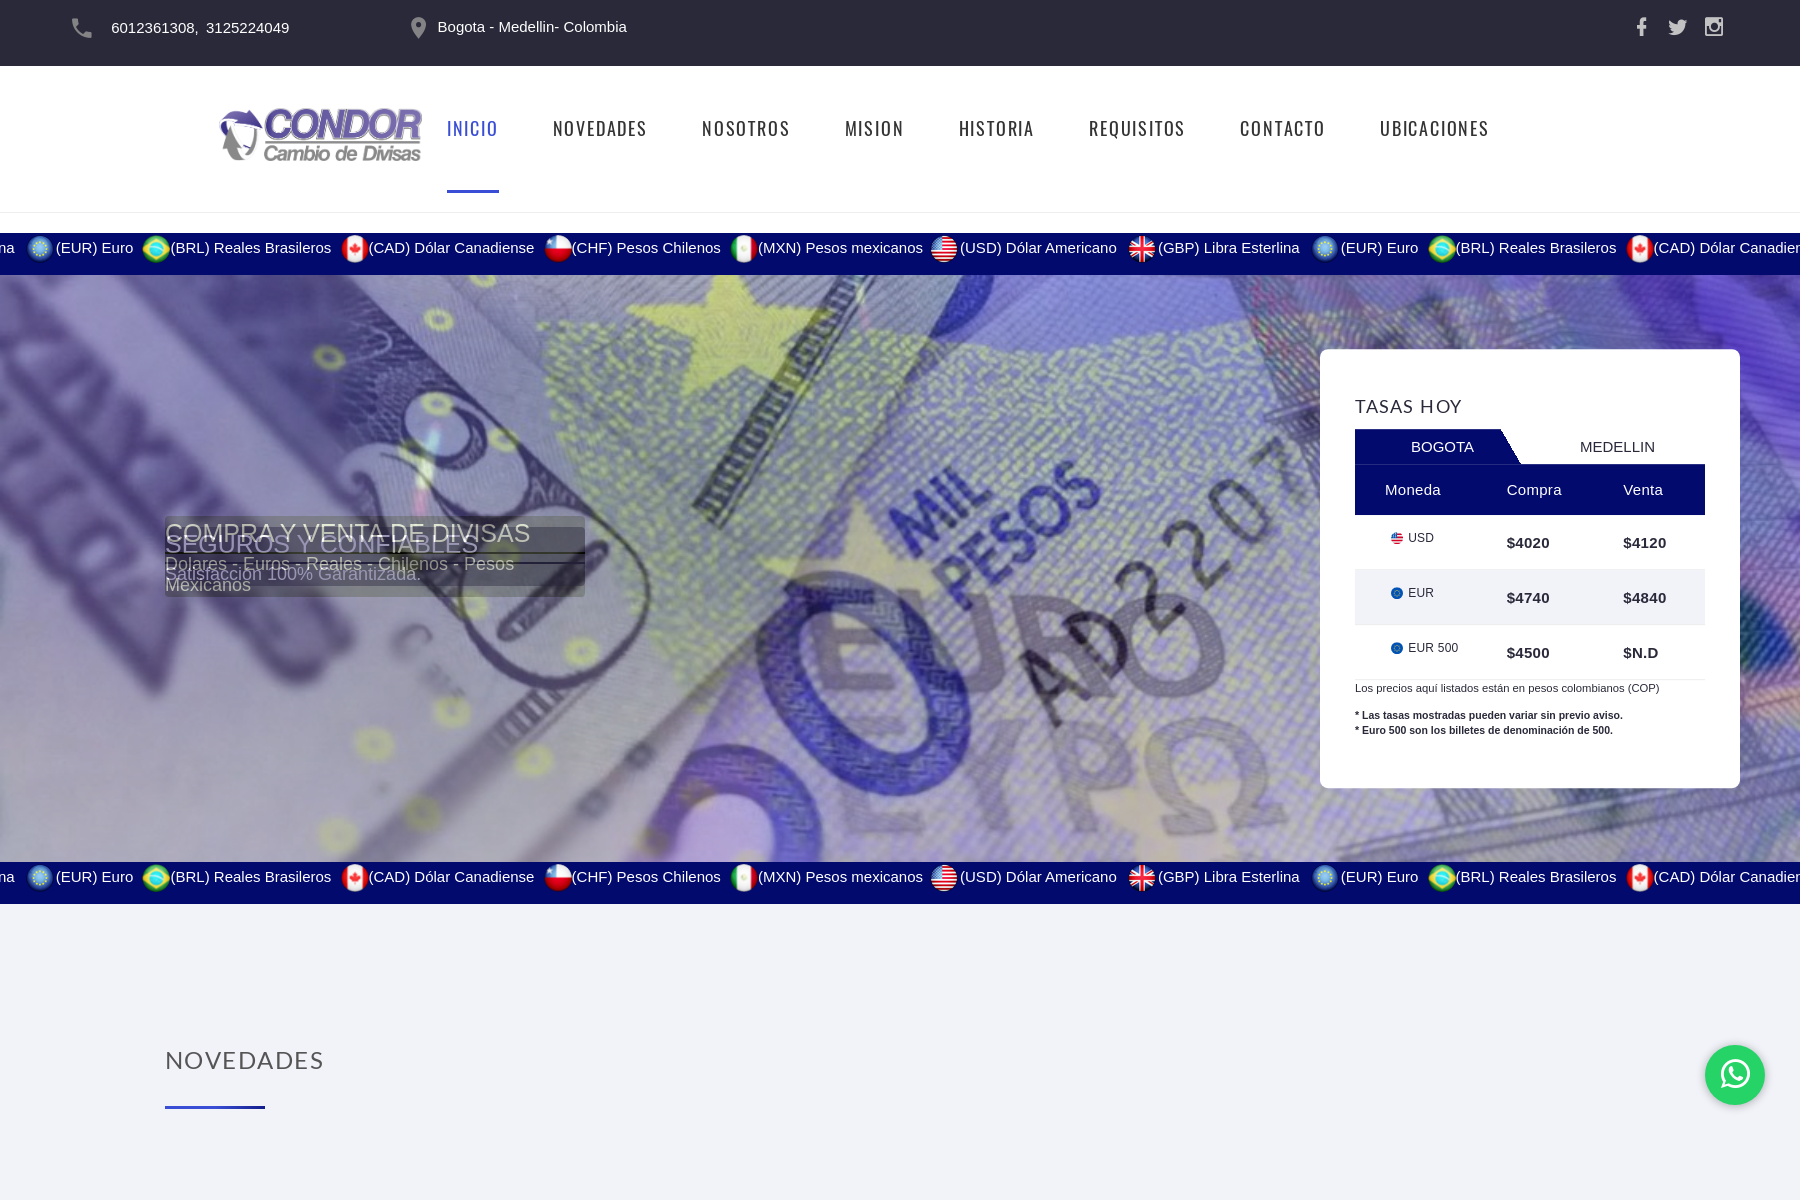 6012361308, 3125224049
Bogota - Medellin- Colombia
CONDOR
Cambio de Divisas
INICIO
NOVEDADES
NOSOTROS
MISION
HISTORIA
REQUISITOS
CONTACTO
UBICACIONES
na (EUR) Euro (BRL) Reales Brasileros (CAD) Dólar Canadiense (CHF) Pesos Chilenos (MXN) Pesos mexicanos (USD) Dólar Americano (GBP) Libra Esterlina (EUR) Euro (BRL) Reales Brasileros (CAD) Dólar Canadien
MIL
PESOS
AD2207
EURO
ΕΥΡΩ
COMPRA Y VENTA DE DIVISAS
SEGUROS Y CONFIABLES
Dolares - Euros - Reales - Chilenos - Pesos
Mexicanos
Satisfacción 100% Garantizada.
TASAS HOY
BOGOTA MEDELLIN
Moneda Compra Venta
USD $4020 $4120
EUR $4740 $4840
EUR 500 $4500 $N.D
Los precios aquí listados están en pesos colombianos (COP)
* Las tasas mostradas pueden variar sin previo aviso.
* Euro 500 son los billetes de denominación de 500.
na (EUR) Euro (BRL) Reales Brasileros (CAD) Dólar Canadiense (CHF) Pesos Chilenos (MXN) Pesos mexicanos (USD) Dólar Americano (GBP) Libra Esterlina (EUR) Euro (BRL) Reales Brasileros (CAD) Dólar Canadien
NOVEDADES